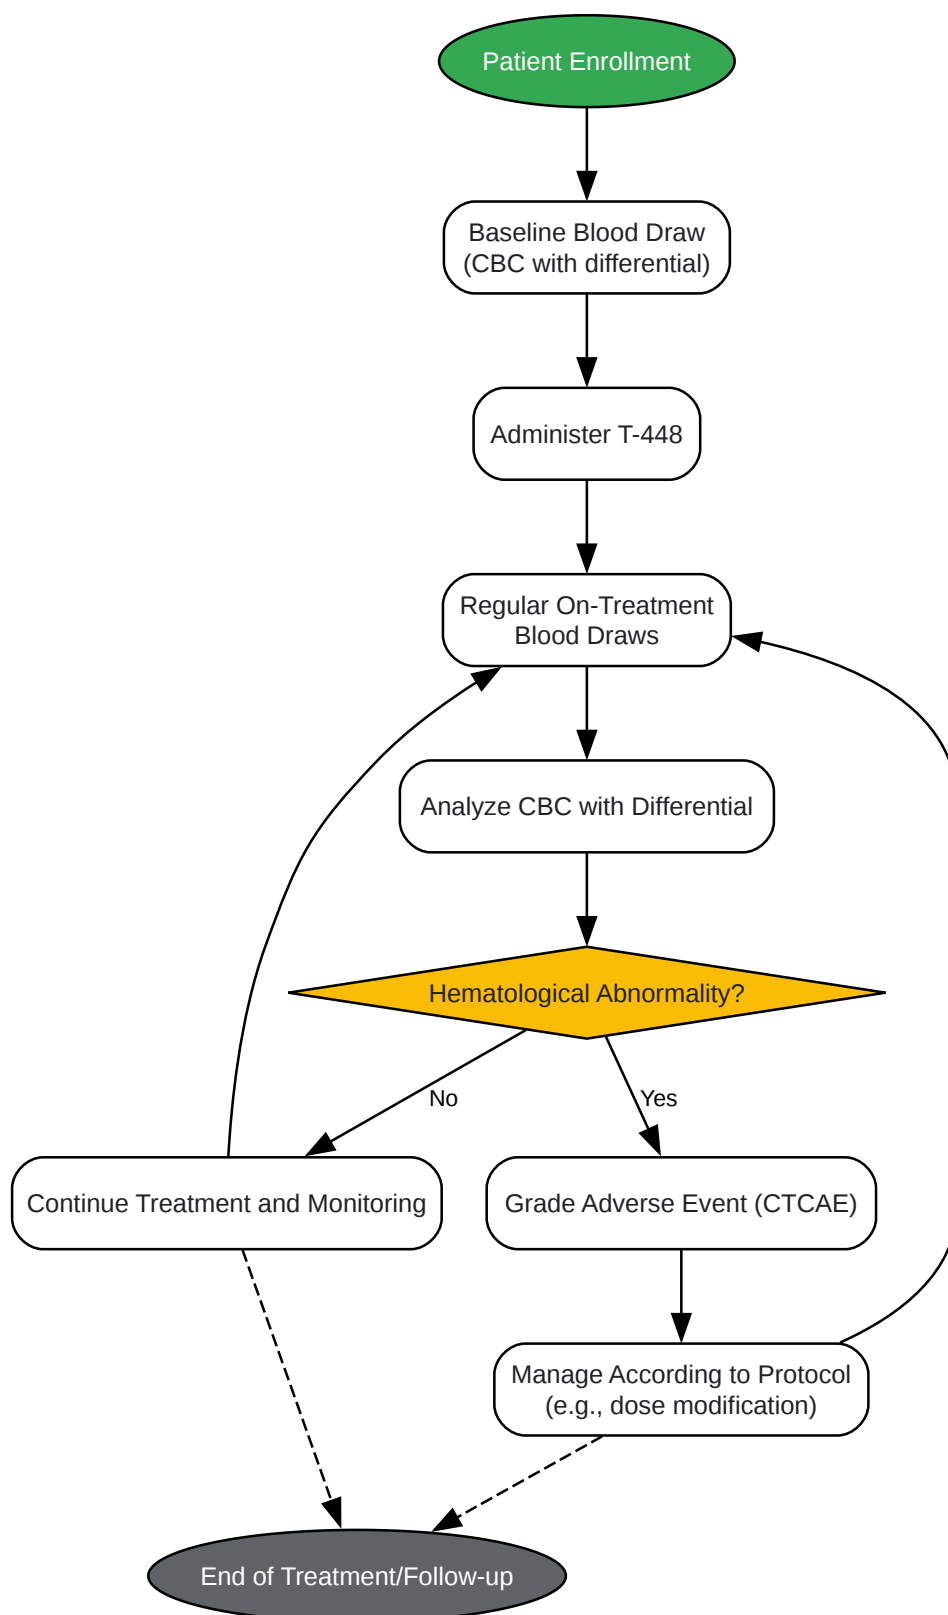 Patient Enrollment
Baseline Blood Draw
(CBC with differential)
Administer T-448
Regular On-Treatment
Blood Draws
Analyze CBC with Differential
Hematological Abnormality?
No
Yes
Continue Treatment and Monitoring
Grade Adverse Event (CTCAE)
Manage According to Protocol
(e.g., dose modification)
End of Treatment/Follow-up